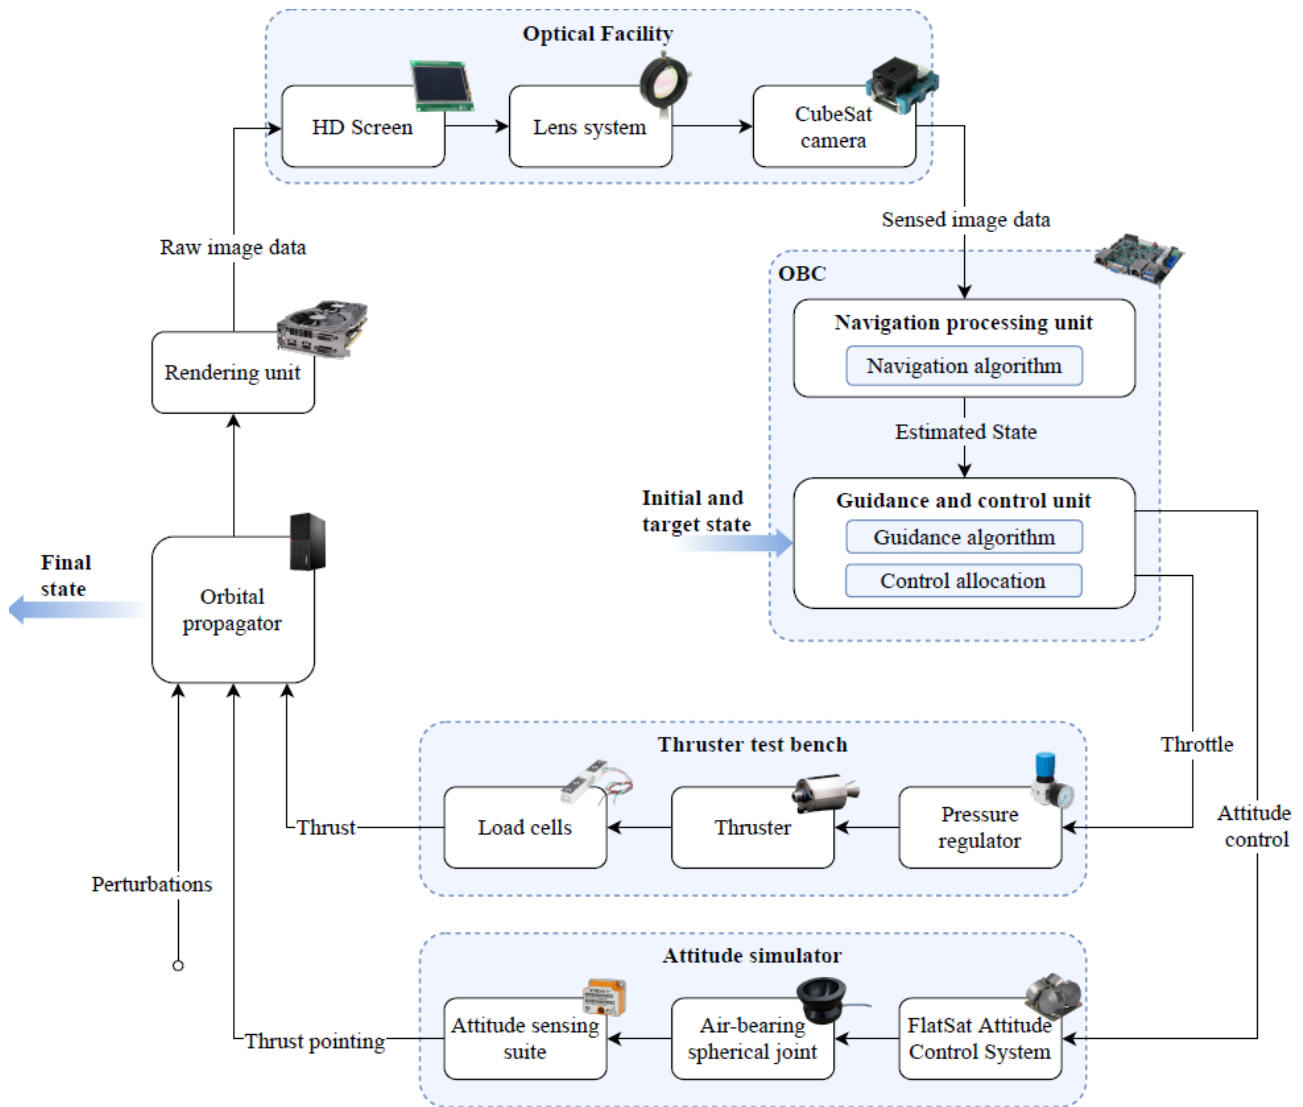 Optical Facility
HD Screen
Lens system
CubeSat
camera
Raw image data
Sensed image data
OBC
Navigation processing unit
Navigation algorithm
Rendering unit
Estimated State
Initial and
target state
Guidance and control unit
Guidance algorithm
Control allocation
Final
state
Orbital
propagator
Thruster test bench
Throttle
Thrust
Load cells
Thruster
Pressure
regulator
Attitude
control
Perturbations
Attitude simulator
Thrust pointing
Attitude sensing
suite
Air-bearing
spherical joint
FlatSat Attitude
Control System